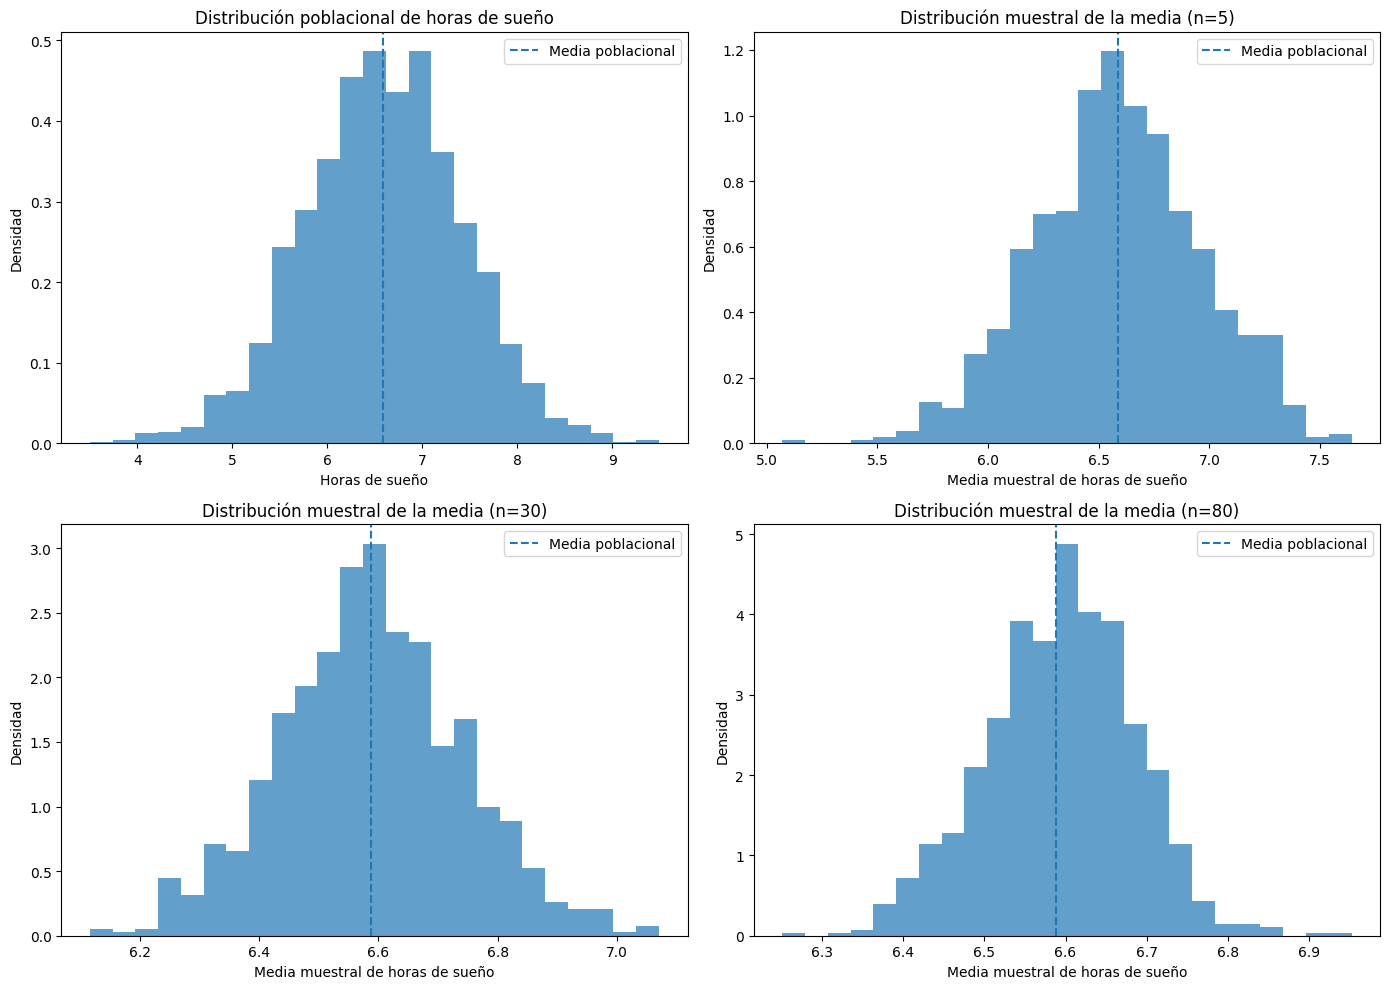 Distribución poblacional de horas de sueño
Media poblacional
Densidad
0.5
0.4
0.3
0.2
0.1
0.0
4 5 6 7 8 9
Horas de sueño
Distribución muestral de la media (n=5)
Media poblacional
Densidad
1.2
1.0
0.8
0.6
0.4
0.2
0.0
5.0 5.5 6.0 6.5 7.0 7.5
Media muestral de horas de sueño
Distribución muestral de la media (n=30)
Media poblacional
Densidad
3.0
2.5
2.0
1.5
1.0
0.5
0.0
6.2 6.4 6.6 6.8 7.0
Media muestral de horas de sueño
Distribución muestral de la media (n=80)
Media poblacional
Densidad
5
4
3
2
1
0
6.3 6.4 6.5 6.6 6.7 6.8 6.9
Media muestral de horas de sueño